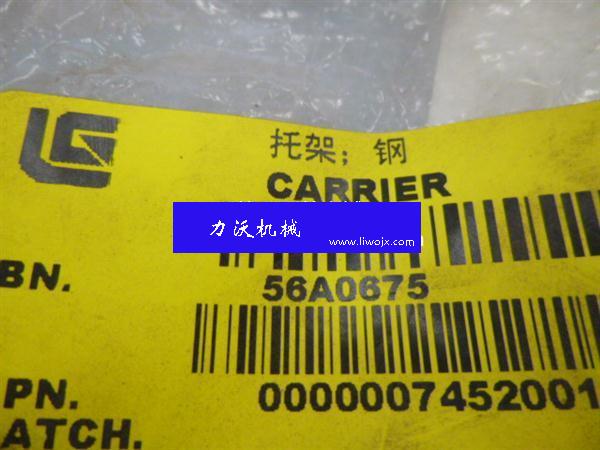 托架；钢
CARRIER
力沃机械
www.liwojx.com
BN.
56A0675
PN.
0000007452001
ATCH.